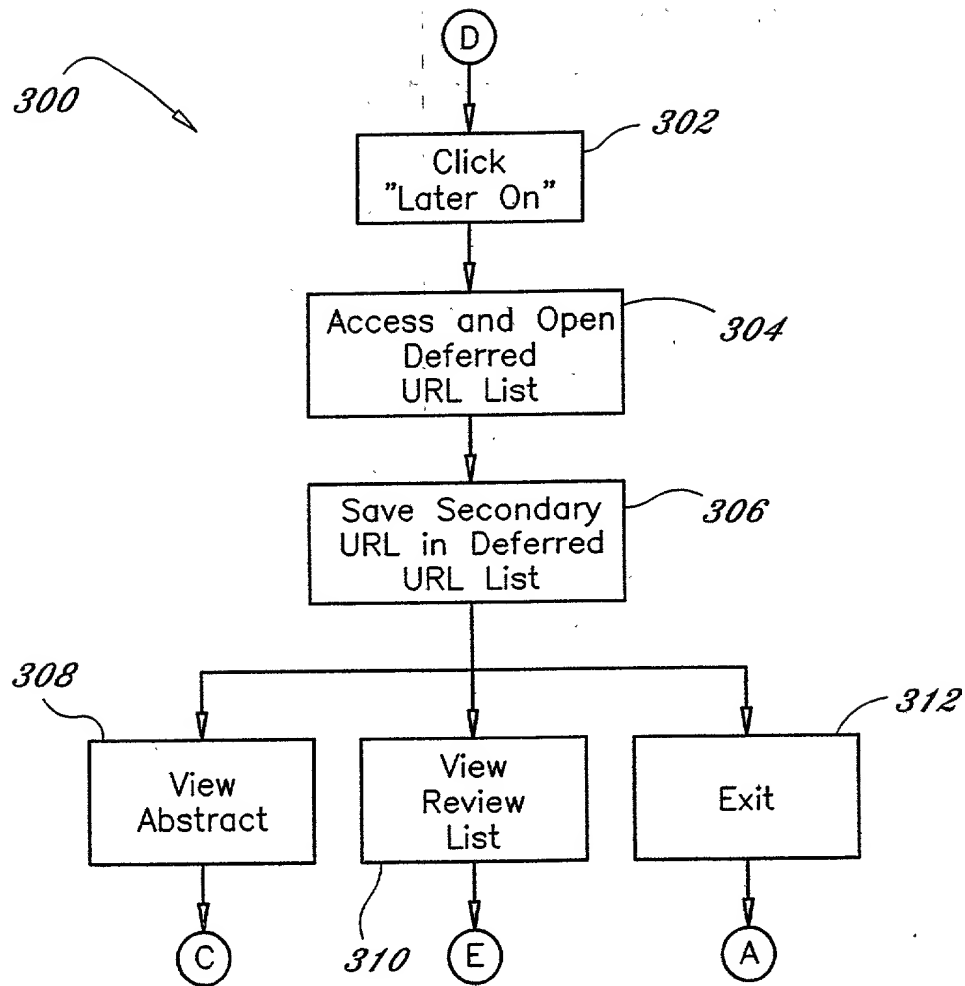 D
300
302
Click
"Later On"
Access and Open
Deferred
URL List
304
Save Secondary
URL in Deferred
URL List
306
308
312
View
Abstract
View
Review
List
Exit
310
C
E
A